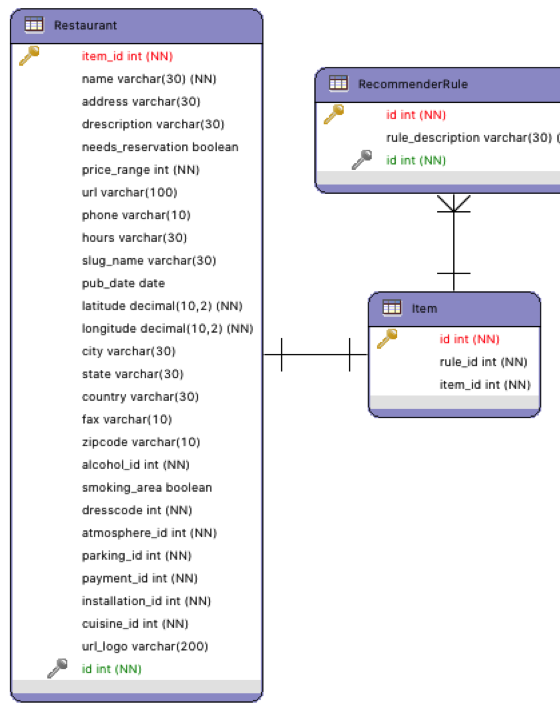 Restaurant
item_id int (NN)
name varchar(30) (NN)
address varchar(30)
drescription varchar(30)
needs_reservation boolean
price_range int (NN)
url varchar(100)
phone varchar(10)
hours varchar(30)
slug_name varchar(30)
pub_date date
latitude decimal(10,2) (NN)
longitude decimal(10,2) (NN)
city varchar(30)
state varchar(30)
country varchar(30)
fax varchar(10)
zipcode varchar(10)
alcohol_id int (NN)
smoking_area boolean
dresscode int (NN)
atmosphere_id int (NN)
parking_id int (NN)
payment_id int (NN)
installation_id int (NN)
cuisine_id int (NN)
url_logo varchar(200)
id int (NN)
RecommenderRule
id int (NN)
rule_description varchar(30) (
id int (NN)
Item
id int (NN)
rule_id int (NN)
item_id int (NN)